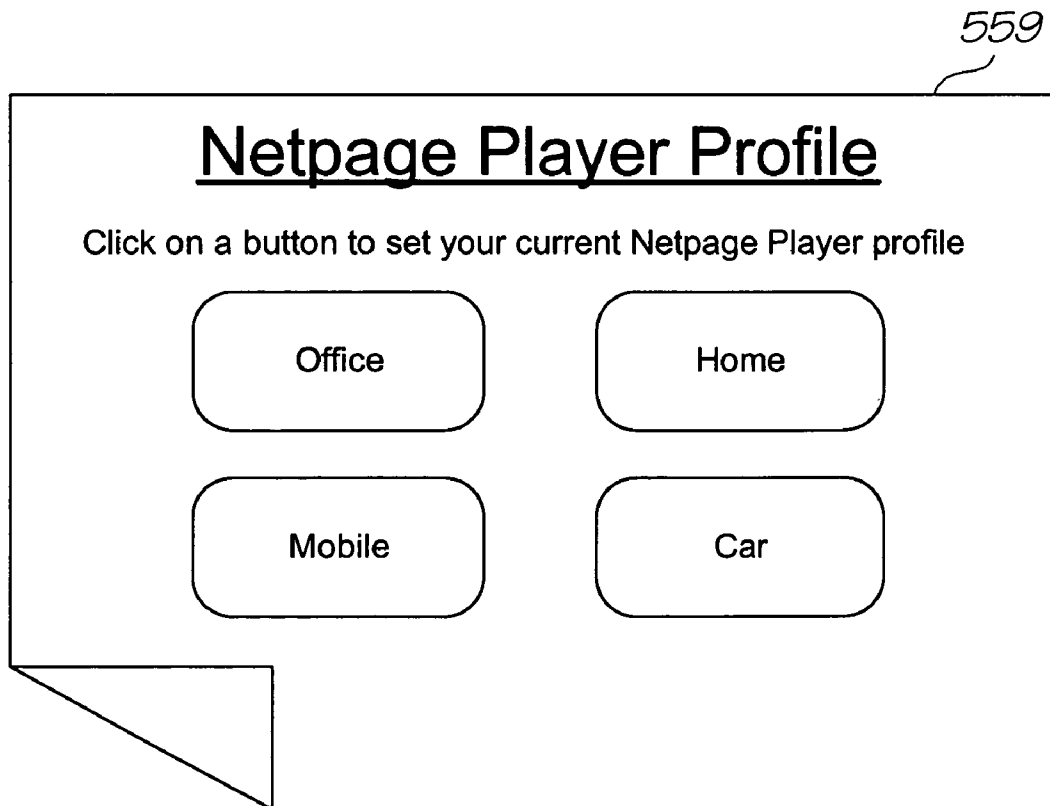 559
Netpage Player Profile
Click on a button to set your current Netpage Player profile
Office Home
Mobile Car